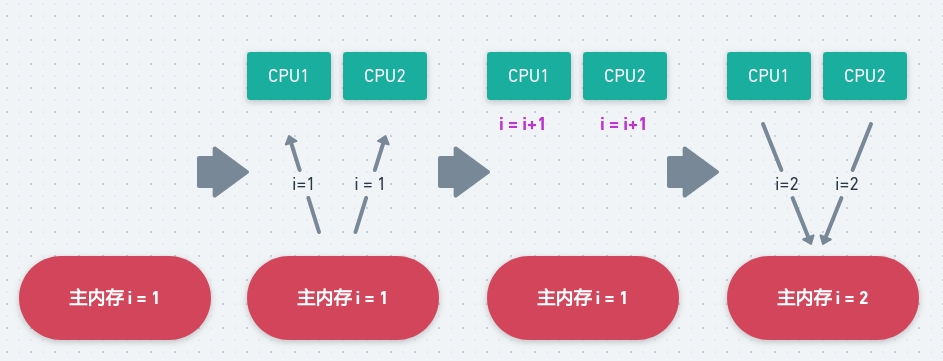 CPU1
CPU2
CPU1
CPU2
CPU1
CPU2
i = i+1
i = i+1
i=1
i = 1
i=2
i=2
主内存 i = 1
主内存 i = 1
主内存 i = 1
主内存 i = 2